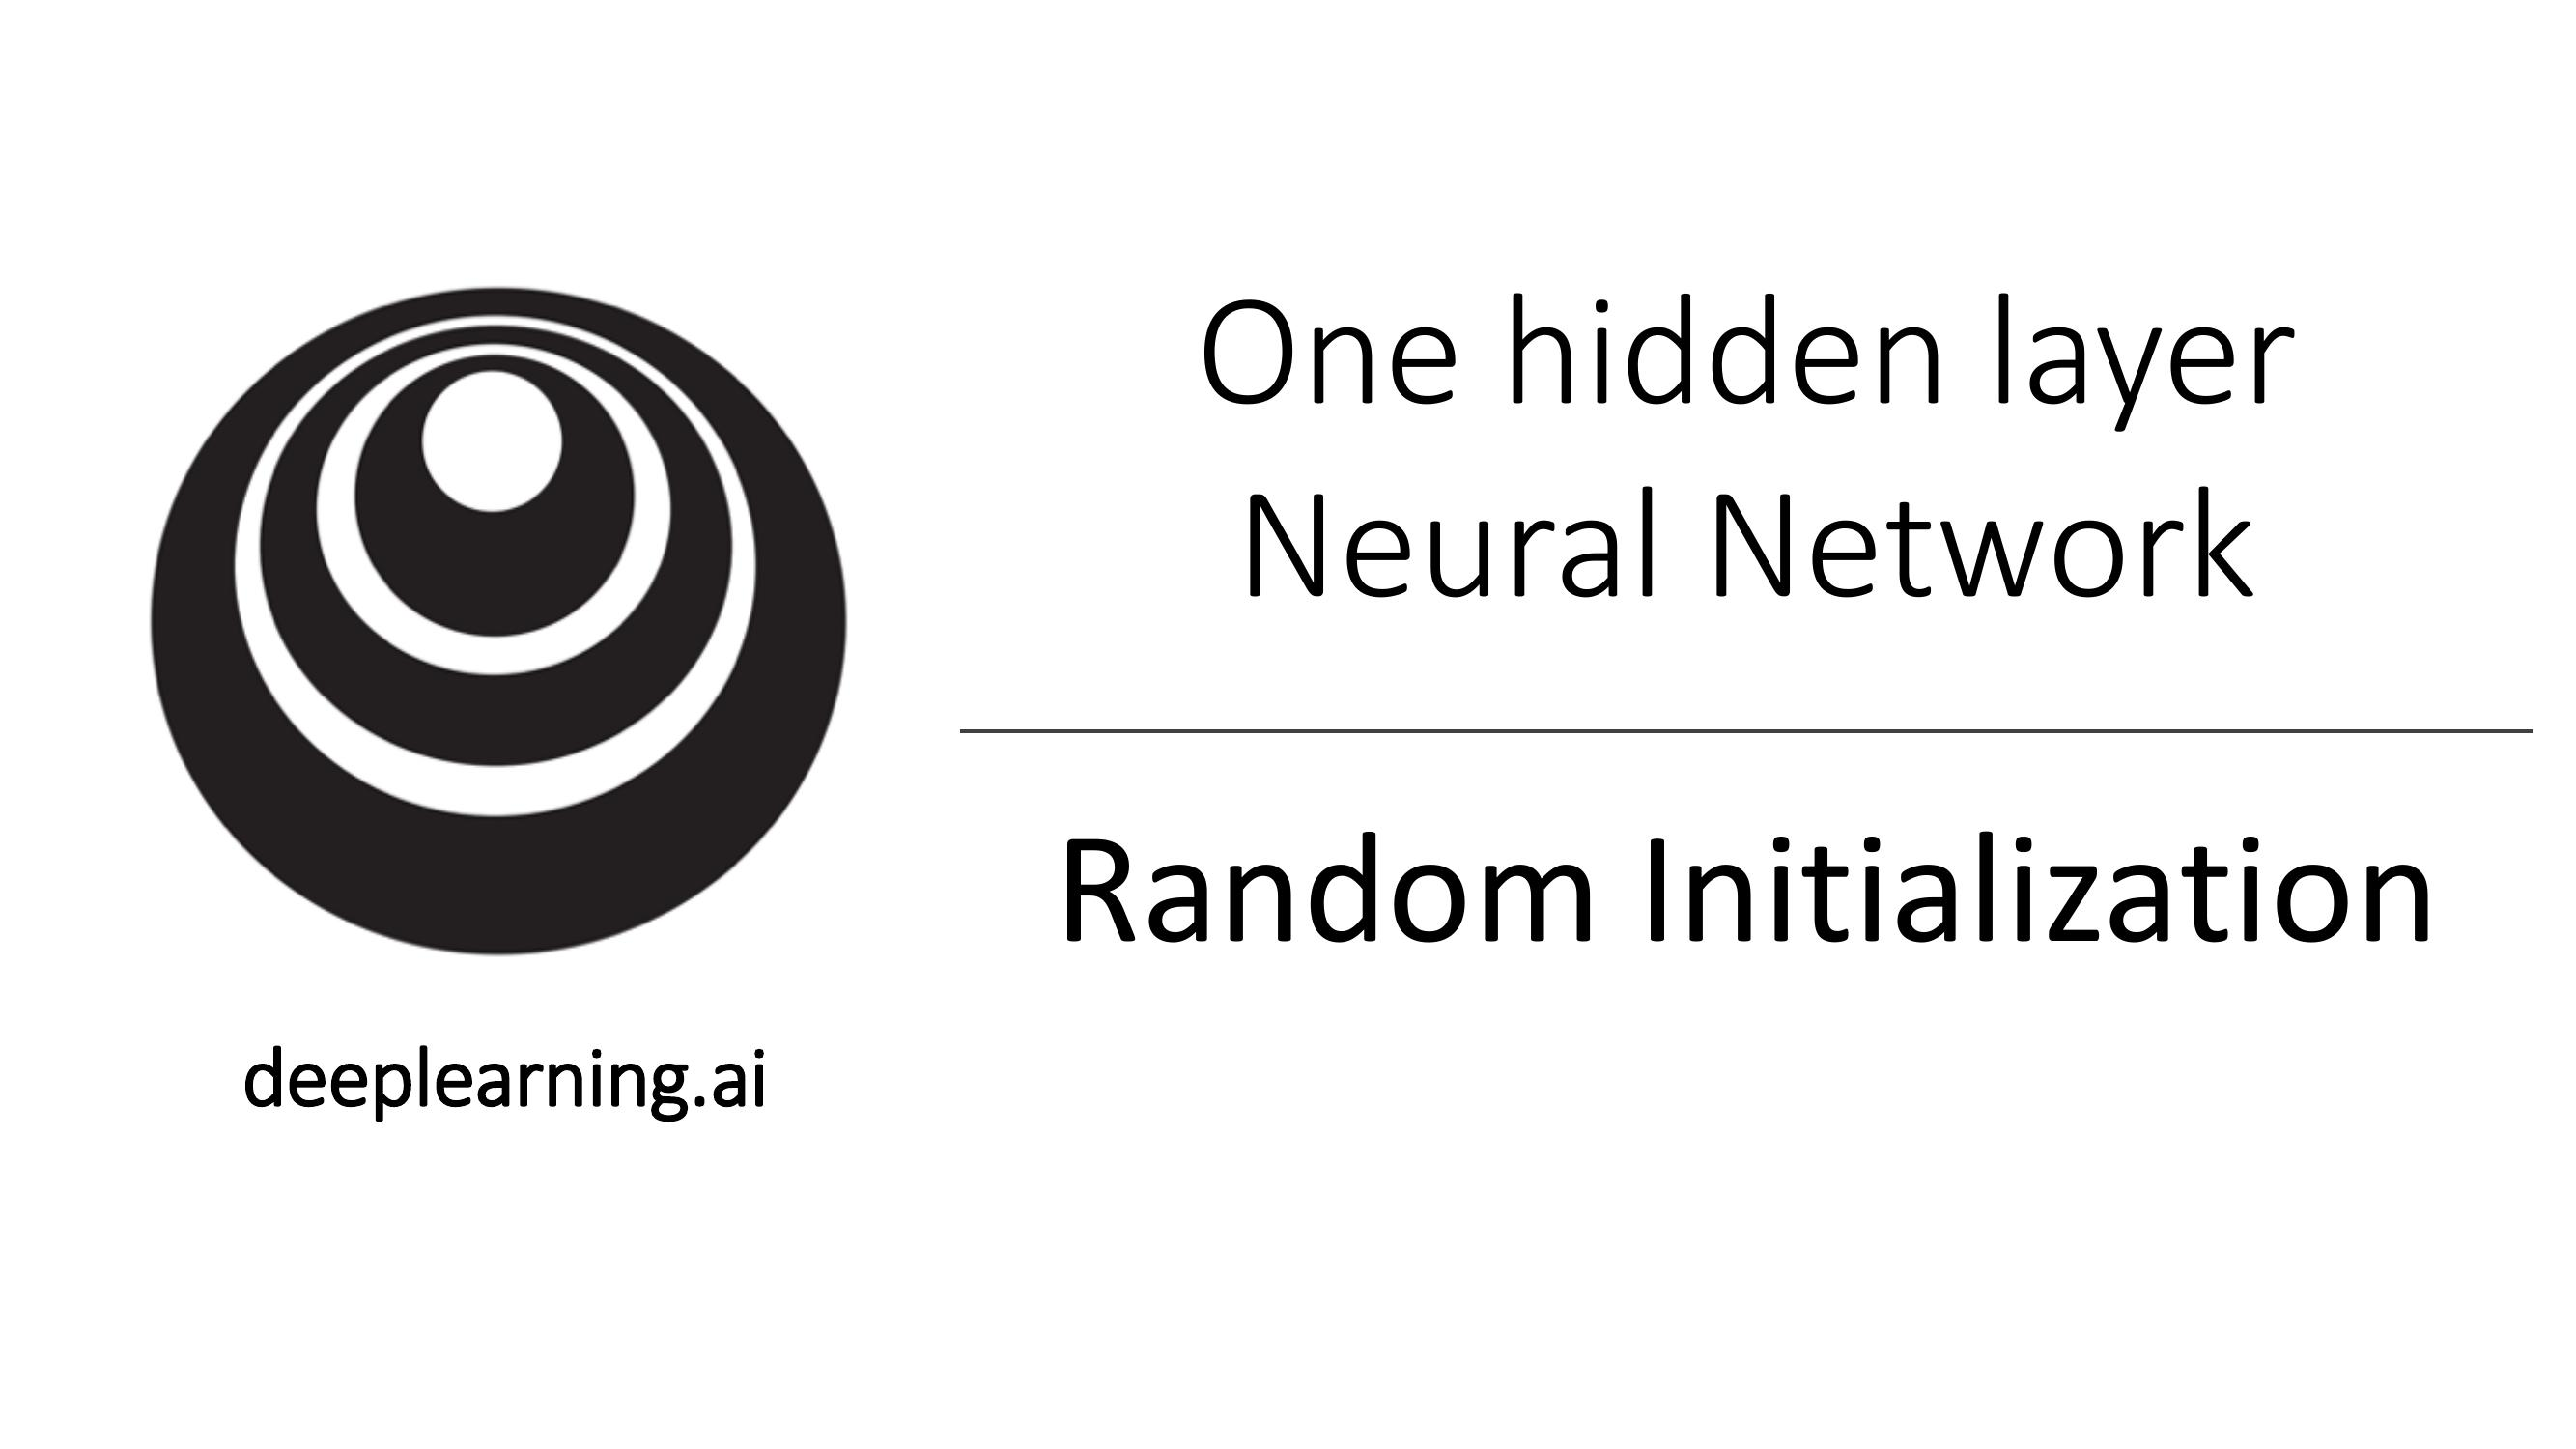 One hidden layer
Neural Network
Random Initialization
deeplearning.ai